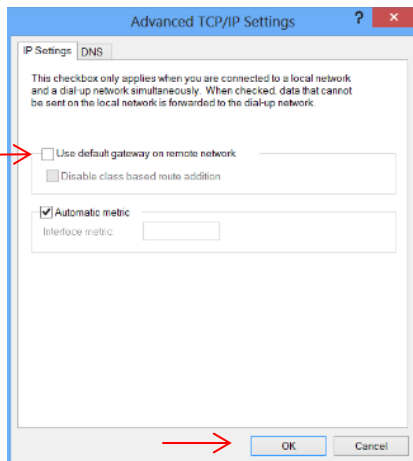 Advanced TCP/IP Settings ? ×
IP Settings DNS
This checkbox only applies when you are connected to a local network
and a dial-up network simultaneously. When checked, data that cannot
be sent on the local network is forwarded to the dial-up network.
Use default gateway on remote network
Disable class based route addition
Automatic metric
Interface metric:
OK Cancel